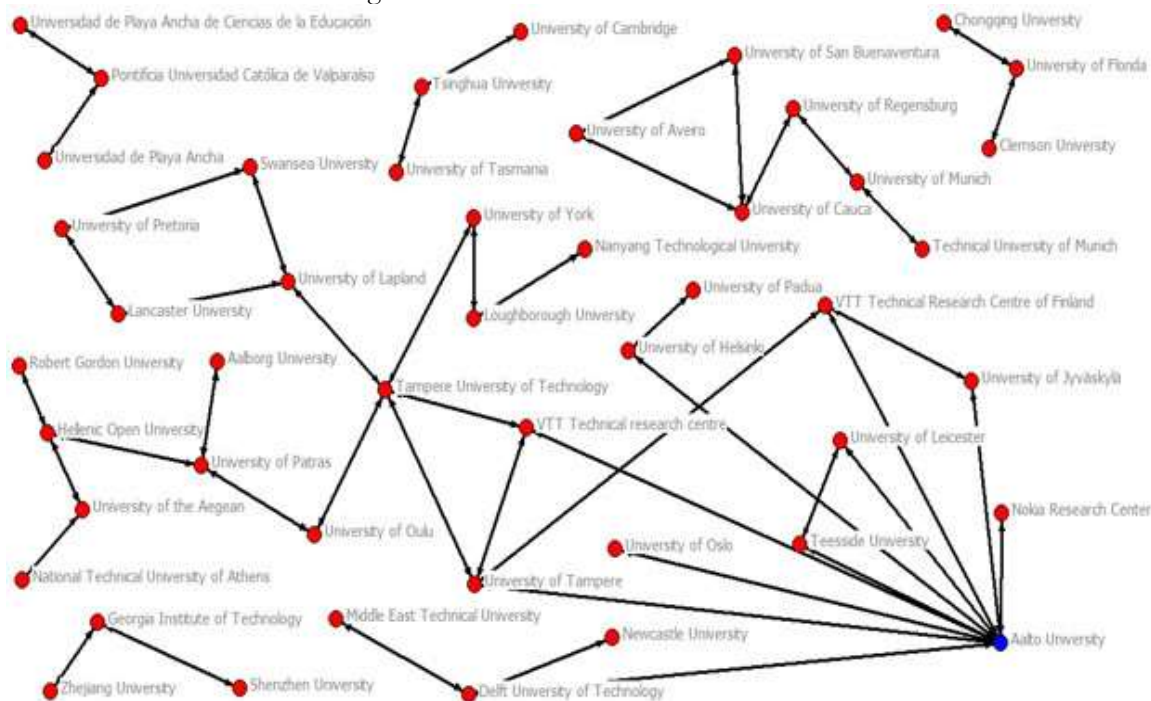 Universidad de Playa Ancha de Ciencias de la Educación
Pontificia Universidad Católica de Valparaíso
Universidad de Playa Ancha
University of Cambridge
Tsinghua University
University of Tasmania
University of San Buenaventura
University of Aveiro
University of Cauca
University of Regensburg
University of Munich
Technical University of Munich
Chongqing University
University of Florida
Clemson University
Swansea University
University of Pretoria
University of Lapland
Lancaster University
University of York
Nanyang Technological University
Loughborough University
University of Padua
University of Helsinki
VTT Technical Research Centre of Finland
University of Jyväskylä
Robert Gordon University
Aalborg University
Hellenic Open University
University of Patras
University of the Aegean
National Technical University of Athens
Tampere University of Technology
VTT Technical research centre
University of Oulu
University of Tampere
University of Leicester
Teesside University
University of Oslo
Nokia Research Center
Aalto Unversity
Georgia Institute of Technology
Zhejiang University
Shenzhen Unversity
Middle East Technical University
Newcastle University
Delft University of Technology